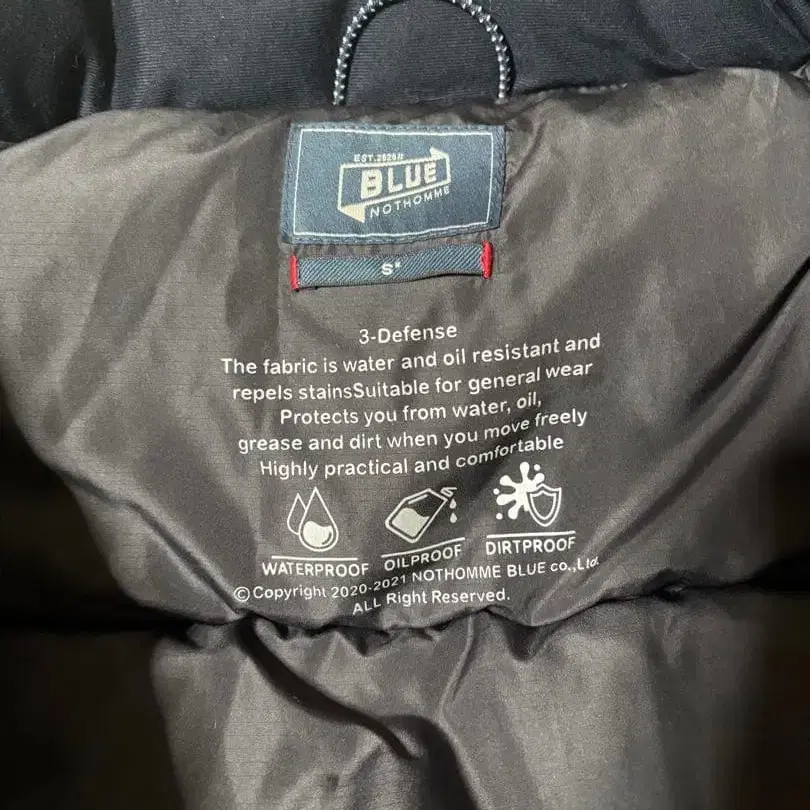 BLUE
NOTHOMME
3-Defense
The fabric is water and oil resistant and
repels stainsSuitable for general wear
Protects you from water, oil,
grease and dirt when you move freely
Highly practical and comfortable
WATERPROOF OILPROOF DIRTPROOF
©Copyright 2020-2021 NOTHOMME BLUE co.,Ltd.
ALL Right Reserved.